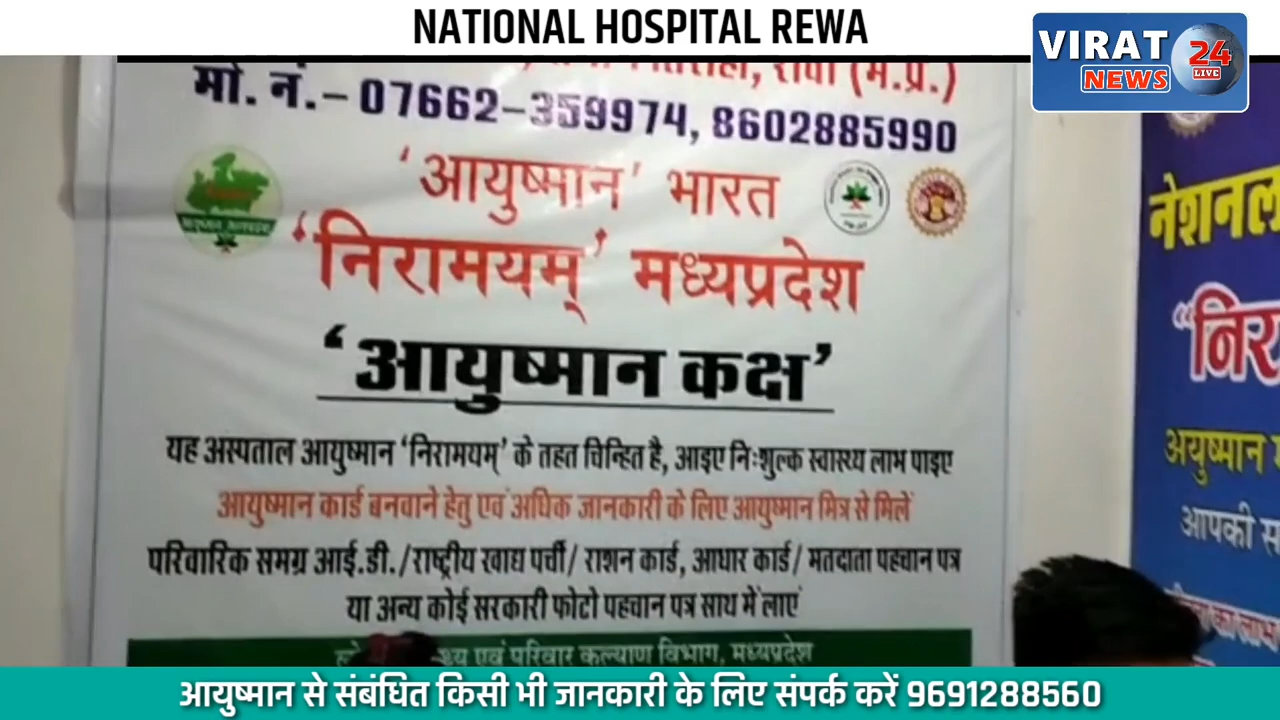 NATIONAL HOSPITAL REWA
VIRAT
NEWS
24
LIVE
रीवा (म.प्र.)
मो. नं.– 07662–359974, 8602885990
‘आयुष्मान’ भारत
‘निरामयम्’ मध्यप्रदेश
‘आयुष्मान कक्ष’
यह अस्पताल आयुष्मान ‘निरामयम्’ के तहत चिन्हित है, आइए निःशुल्क स्वास्थ्य लाभ पाइए
आयुष्मान कार्ड बनवाने हेतु एवं अधिक जानकारी के लिए आयुष्मान मित्र से मिलें
परिवारिक समग्र आई.डी./राष्ट्रीय खाद्य पर्ची/ राशन कार्ड, आधार कार्ड/ मतदाता पहचान पत्र
या अन्य कोई सरकारी फोटो पहचान पत्र साथ में लाएं
एवं परिवार कल्याण विभाग, मध्यप्रदेश
नेशनल
“निर
अयुष्मान
आपकी
का लाभ
आयुष्मान से संबंधित किसी भी जानकारी के लिए संपर्क करें 9691288560